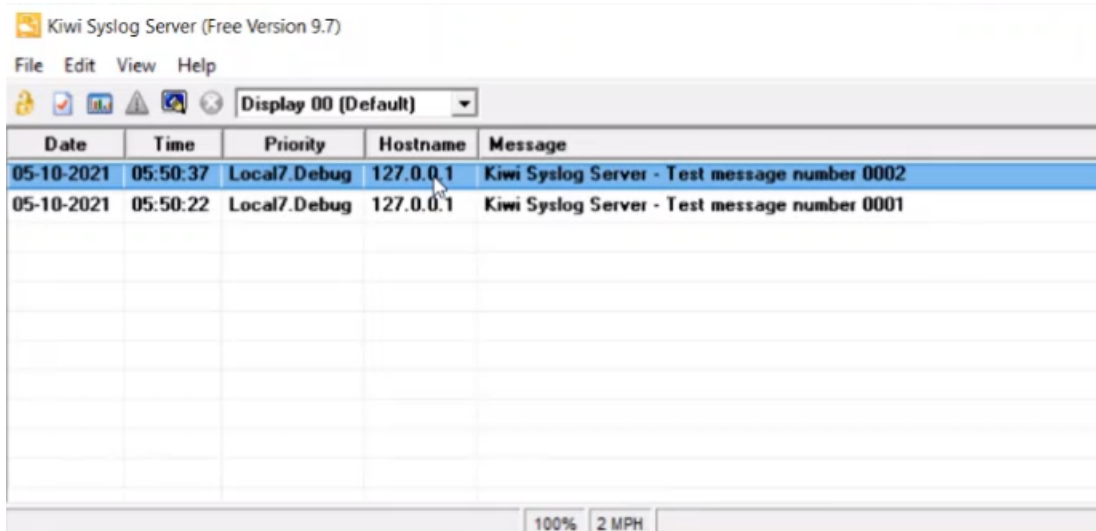 Kiwi Syslog Server (Free Version 9.7)
File Edit View Help
Display 00 (Default)
Date Time Priority Hostname Message
05-10-2021 05:50:37 Local7.Debug 127.0.0.1 Kiwi Syslog Server - Test message number 0002
05-10-2021 05:50:22 Local7.Debug 127.0.0.1 Kiwi Syslog Server - Test message number 0001
100% 2 MPH